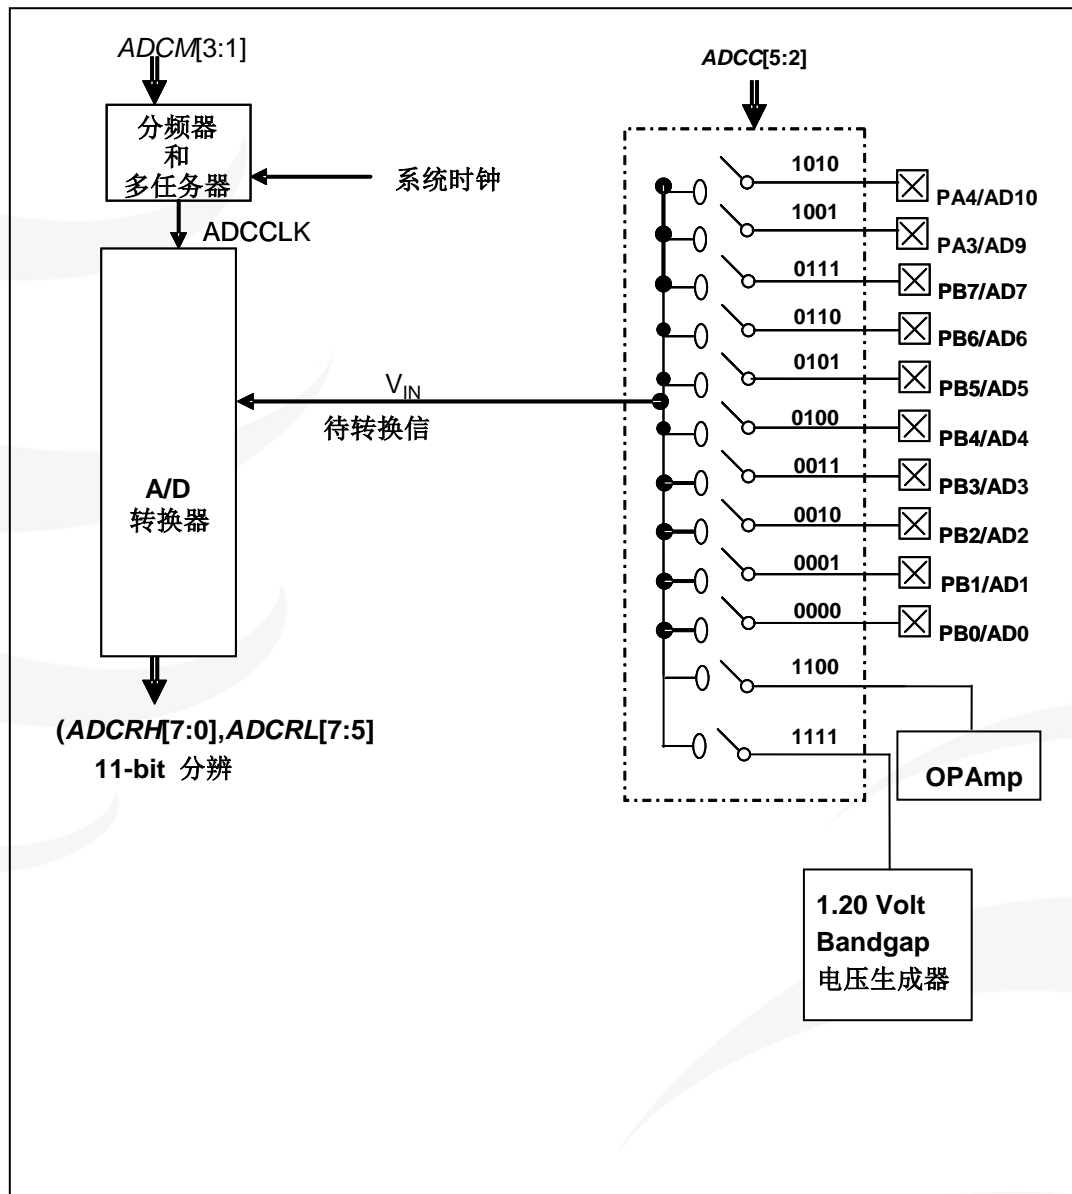 ADCM[3:1]
分频器
和
多任务器
系统时钟
ADCCLK
A/D
转换器
V_IN
待转换信
(ADCRH[7:0],ADCRL[7:5]
11-bit 分辨
ADCC[5:2]
1010 PA4/AD10
1001 PA3/AD9
0111 PB7/AD7
0110 PB6/AD6
0101 PB5/AD5
0100 PB4/AD4
0011 PB3/AD3
0010 PB2/AD2
0001 PB1/AD1
0000 PB0/AD0
1100
1111
OPAmp
1.20 Volt
Bandgap
电压生成器